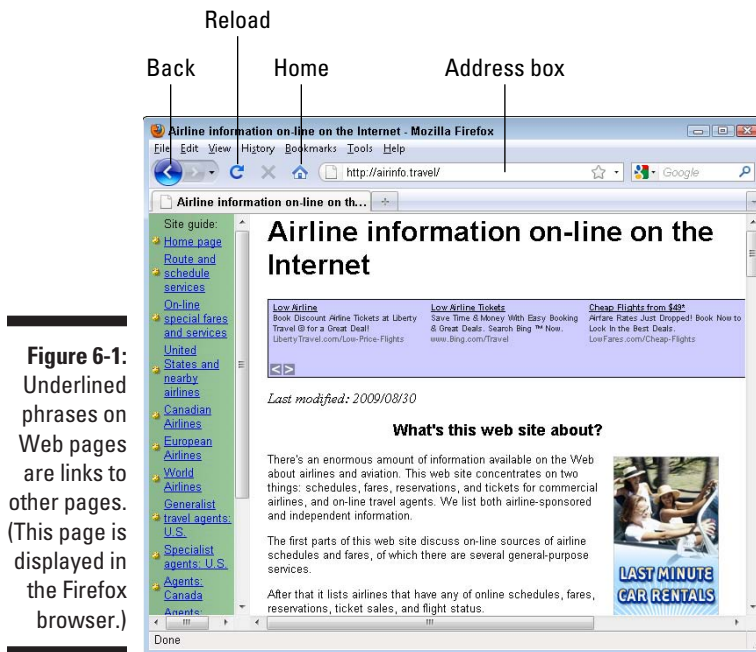 Reload
Back
Home
Address box
Airline information on-line on the Internet - Mozilla Firefox
File Edit View History Bookmarks Tools Help
http://airinfo.travel/
Google
Airline information on-line on th...
Site guide:
Home page
Route and
schedule
services
On-line
special fares
and services
United
States and
nearby
airlines
Canadian
Airlines
European
Airlines
World
Airlines
Generalist
travel agents:
U.S.
Specialist
agents: U.S.
Agents:
Canada
Agents:
Airline information on-line on the
Internet
Low Airline
Book Discount Airline Tickets at Liberty
Travel ® for a Great Deal!
LibertyTravel.com/Low-Price-Flights
Low Airline Tickets
Save Time & Money With Easy Booking
& Great Deals. Search Bing ™ Now.
www.Bing.com/Travel
Cheap Flights from $49*
Airfare Rates Just Dropped! Book Now to
Lock In the Best Deals.
LowFares.com/Cheap-Flights
Last modified: 2009/08/30
What's this web site about?
There's an enormous amount of information available on the Web
about airlines and aviation. This web site concentrates on two
things: schedules, fares, reservations, and tickets for commercial
airlines, and on-line travel agents. We list both airline-sponsored
and independent information.
The first parts of this web site discuss on-line sources of airline
schedules and fares, of which there are several general-purpose
services.
After that it lists airlines that have any of online schedules, fares,
reservations, ticket sales, and flight status.
LAST MINUTE
CAR RENTALS
Done
Figure 6-1:
Underlined
phrases on
Web pages
are links to
other pages.
(This page is
displayed in
the Firefox
browser.)